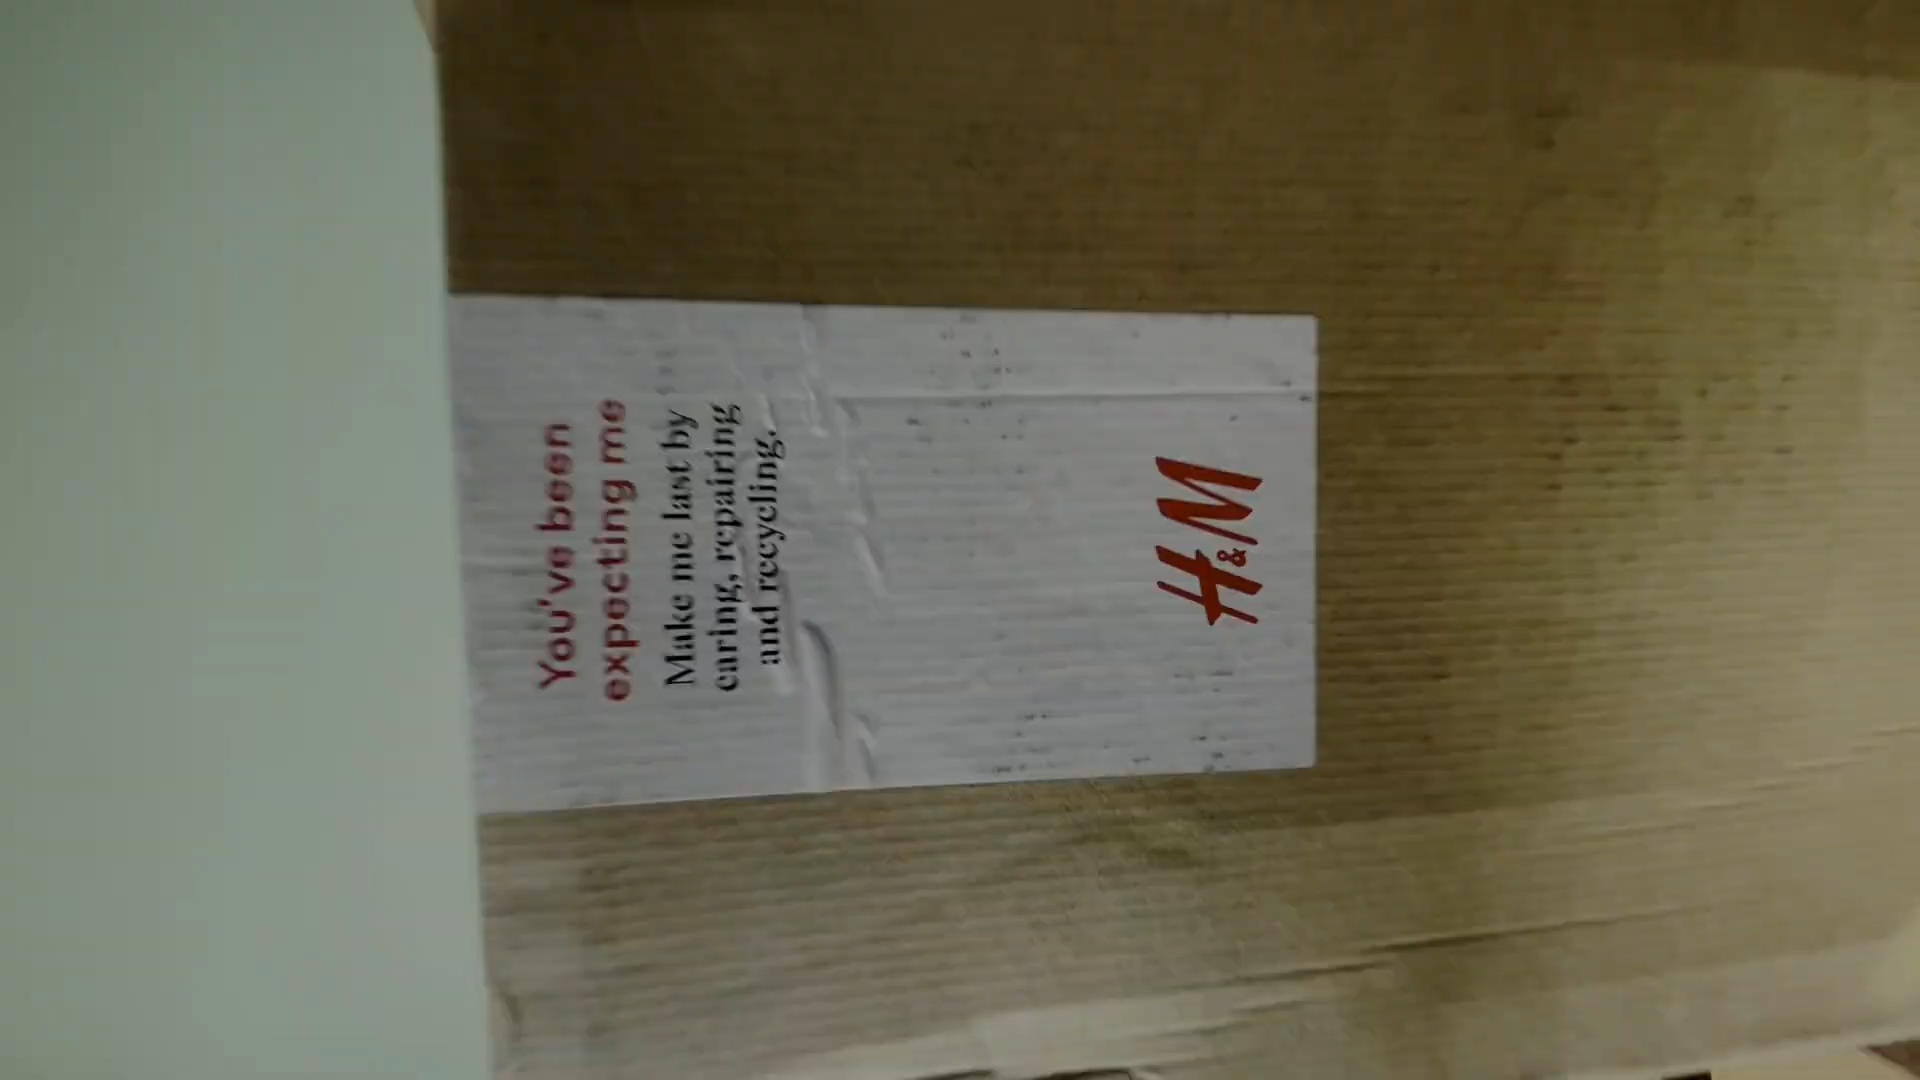 You've been
expecting me
Make me last by
caring, repairing
and recycling.
H&M